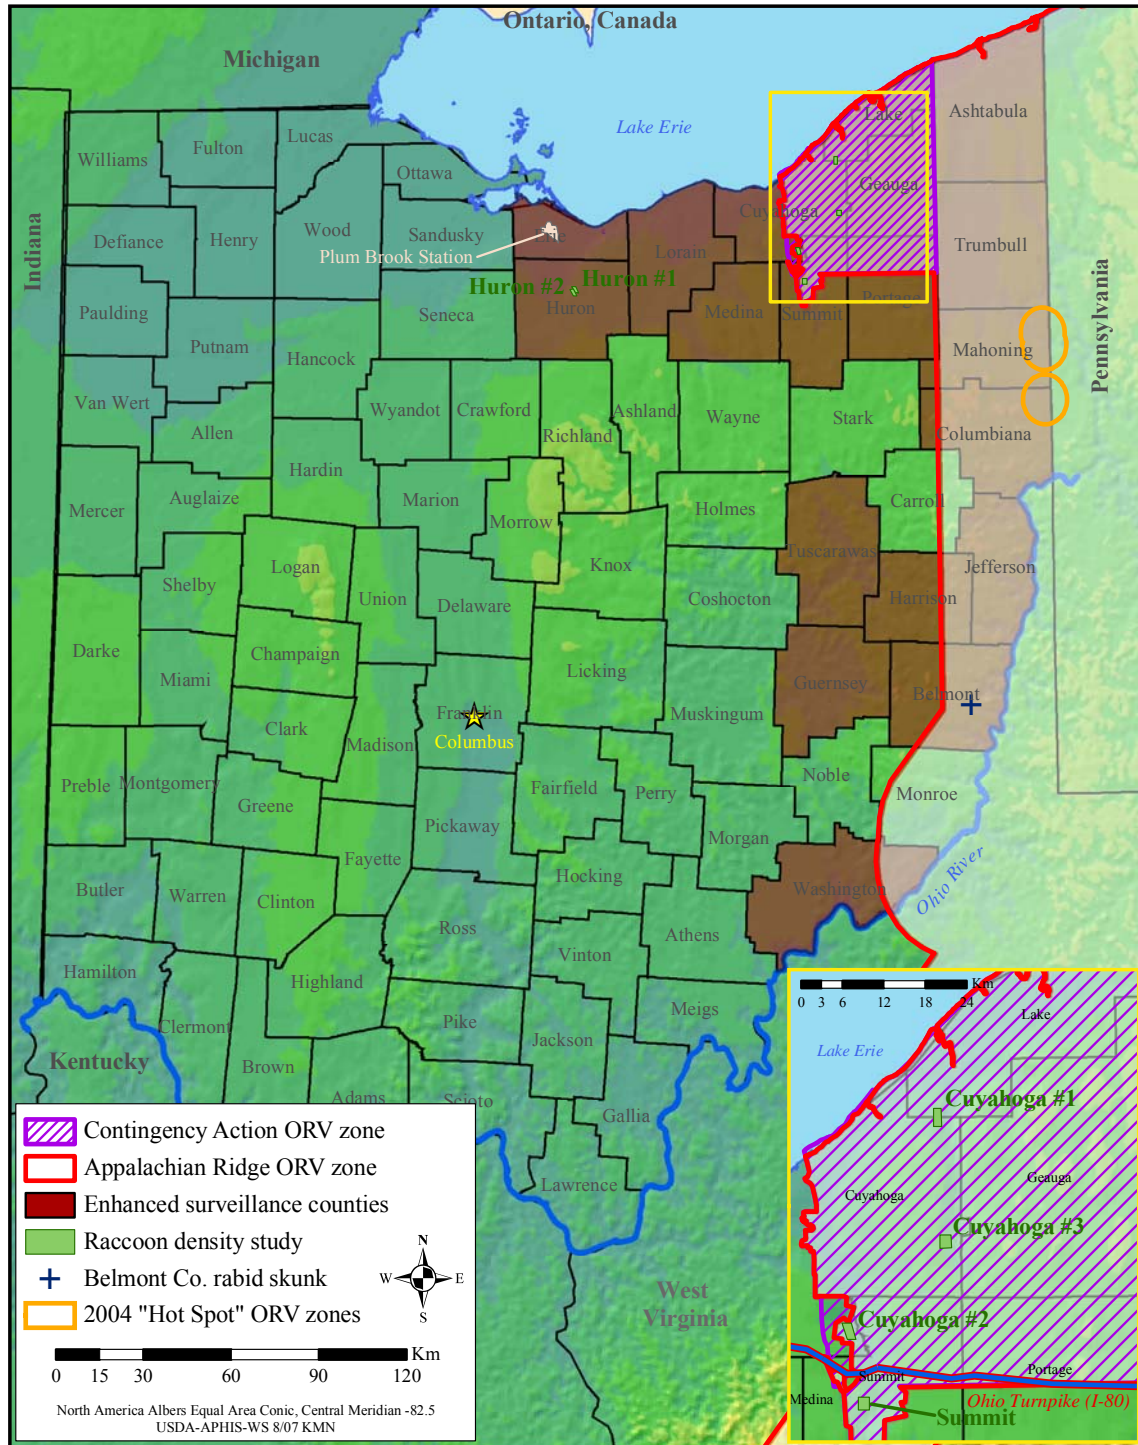 Ontario, Canada
Michigan
Lake Erie
Ashtabula
Lake
Lucas
Fulton
Williams
Ottawa
Geauga
Cuyahoga
Wood
Sandusky
Erie
Henry
Defiance
Trumbull
Lorain
Plum Brook Station
Indiana
Huron #2
Huron #1
Huron
Medina
Summit
Portage
Paulding
Seneca
Putnam
Hancock
Mahoning
Pennsylvania
Van Wert
Wyandot
Crawford
Ashland
Wayne
Stark
Allen
Richland
Columbiana
Hardin
Auglaize
Marion
Carroll
Mercer
Morrow
Holmes
Tuscarawas
Logan
Knox
Jefferson
Shelby
Union
Delaware
Coshocton
Harrison
Darke
Champaign
Licking
Miami
Guernsey
Belmont
Franklin
Muskingum
Clark
Columbus
Madison
Noble
Preble
Montgomery
Fairfield
Perry
Monroe
Greene
Pickaway
Morgan
Fayette
Hocking
Ohio River
Butler
Warren
Clinton
Washington
Ross
Athens
Vinton
Hamilton
Highland
Meigs
Clermont
Pike
Jackson
Kentucky
Brown
Adams
Scioto
Gallia
Lawrence
West
Virginia
Contingency Action ORV zone
Appalachian Ridge ORV zone
Enhanced surveillance counties
Raccoon density study
Belmont Co. rabid skunk
2004 "Hot Spot" ORV zones
N
W
E
S
Km
0 15 30 60 90 120
North America Albers Equal Area Conic, Central Meridian -82.5
USDA-APHIS-WS 8/07 KMN
Km
0 3 6 12 18 24
Lake
Lake Erie
Cuyahoga #1
Geauga
Cuyahoga
Cuyahoga #3
Cuyahoga #2
Portage
Summit
Medina
Ohio Turnpike (I-80)
Summit